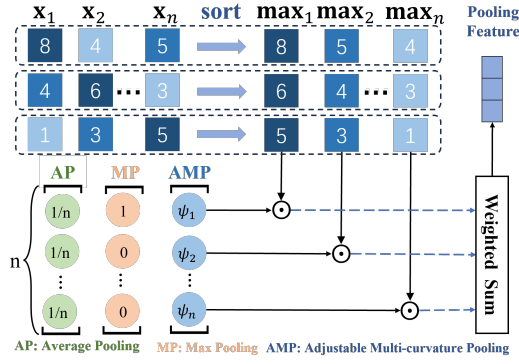 x₁ x₂ xₙ sort max₁ max₂ maxₙ Pooling Feature
8 4 5 8 5 4
4 6 ... 3 6 4 ... 3
1 3 5 5 3 1
AP MP AMP
1/n 1 ψ₁
1/n 0 ψ₂
n
... ... ...
1/n 0 ψₙ
Weighted Sum
AP: Average Pooling MP: Max Pooling AMP: Adjustable Multi-curvature Pooling